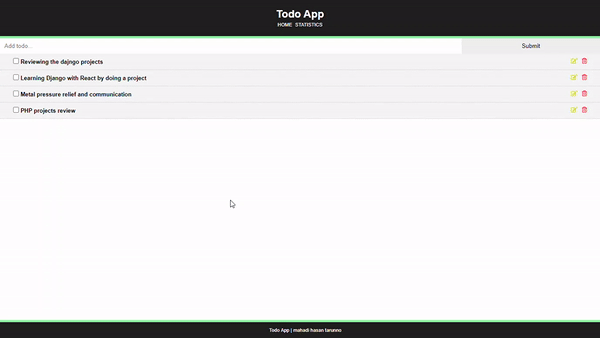 Todo App
HOME STATISTICS
Add todo...
Submit
Reviewing the dajngo projects
Learning Django with React by doing a project
Metal pressure relief and communication
PHP projects review
Todo App | mahadi hasan tarunno